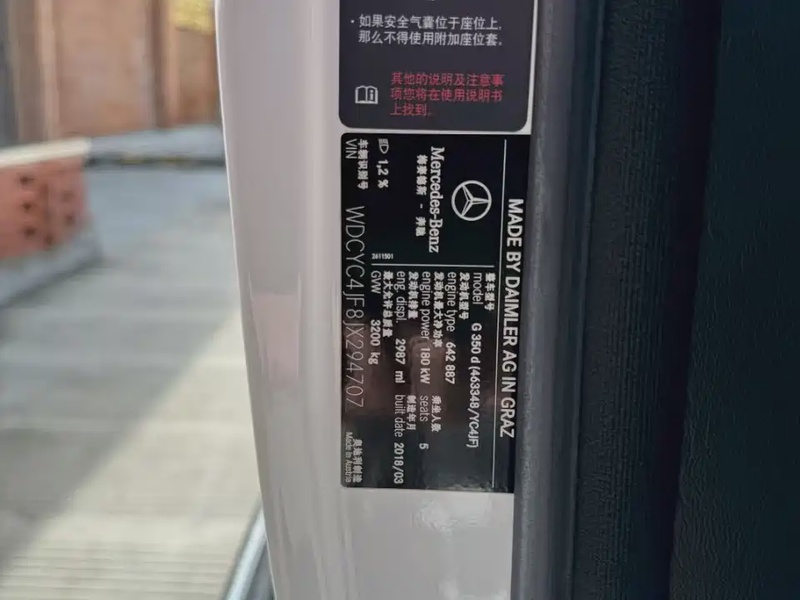 · 如果安全气囊位于座位上,
那么不得使用附加座位套.
其他的说明及注意事
项您将在使用说明书
上找到.
MADE BY DAIMLER AG IN GRAZ
Mercedes-Benz
梅赛德斯 - 奔驰
1,2 %
2611501
整车型号
model G 350 d (463348/YC4JF)
发动机型号
engine type 642 887
发动机最大净功率 乘坐人数
engine power 180 kW seats 5
发动机排量 制造年月
eng. displ. 2987 ml built date 2018/03
最大允许总质量
GVW 3200 kg
车辆识别号
VIN WDCYC4JF8JX294707
奥地利制造
Made in Austria